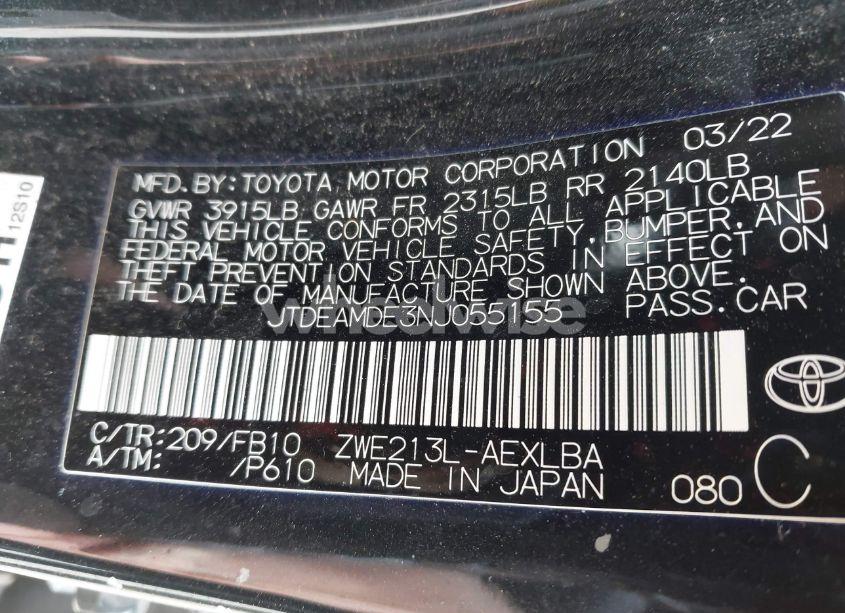 MFD. BY: TOYOTA MOTOR CORPORATION 03/22
GVWR 3915LB GAWR FR 2315LB RR 2140LB
THIS VEHICLE CONFORMS TO ALL APPLICABLE
FEDERAL MOTOR VEHICLE SAFETY, BUMPER, AND
THEFT PREVENTION STANDARDS IN EFFECT ON
THE DATE OF MANUFACTURE SHOWN ABOVE.
JTDEAMDE3NJ055155 PASS. CAR
C/TR: 209/FB10 ZWE213L-AEXLBA
A/TM: /P610 MADE IN JAPAN 080 C
12S10
wheelwise